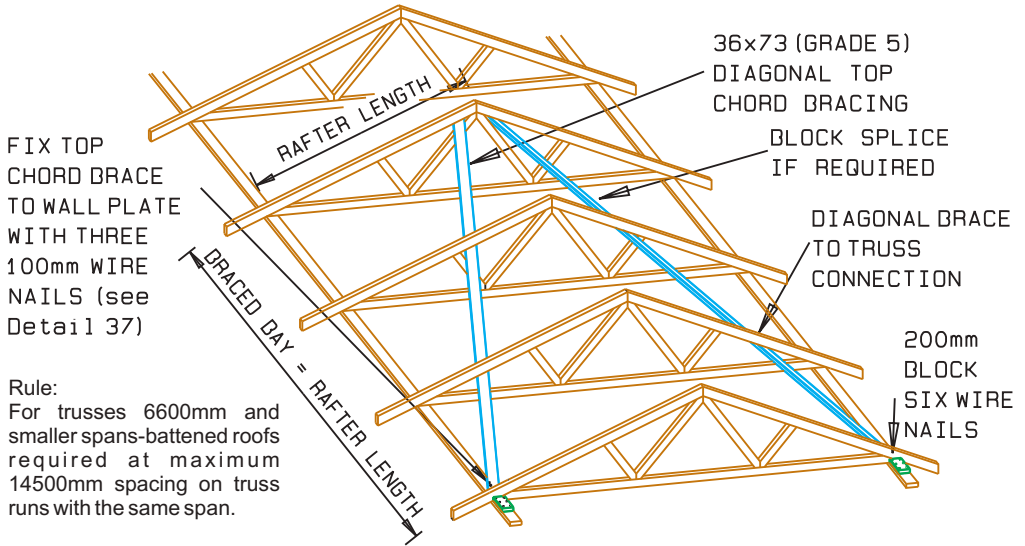 36x73 (GRADE 5)
DIAGONAL TOP
CHORD BRACING
RAFTER LENGTH
BLOCK SPLICE
IF REQUIRED
FIX TOP
CHORD BRACE
TO WALL PLATE
WITH THREE
100mm WIRE
NAILS (see
Detail 37)
DIAGONAL BRACE
TO TRUSS
CONNECTION
BRACED BAY = RAFTER LENGTH
200mm
BLOCK
SIX WIRE
NAILS
Rule:
For trusses 6600mm and
smaller spans-battened roofs
required at maximum
14500mm spacing on truss
runs with the same span.